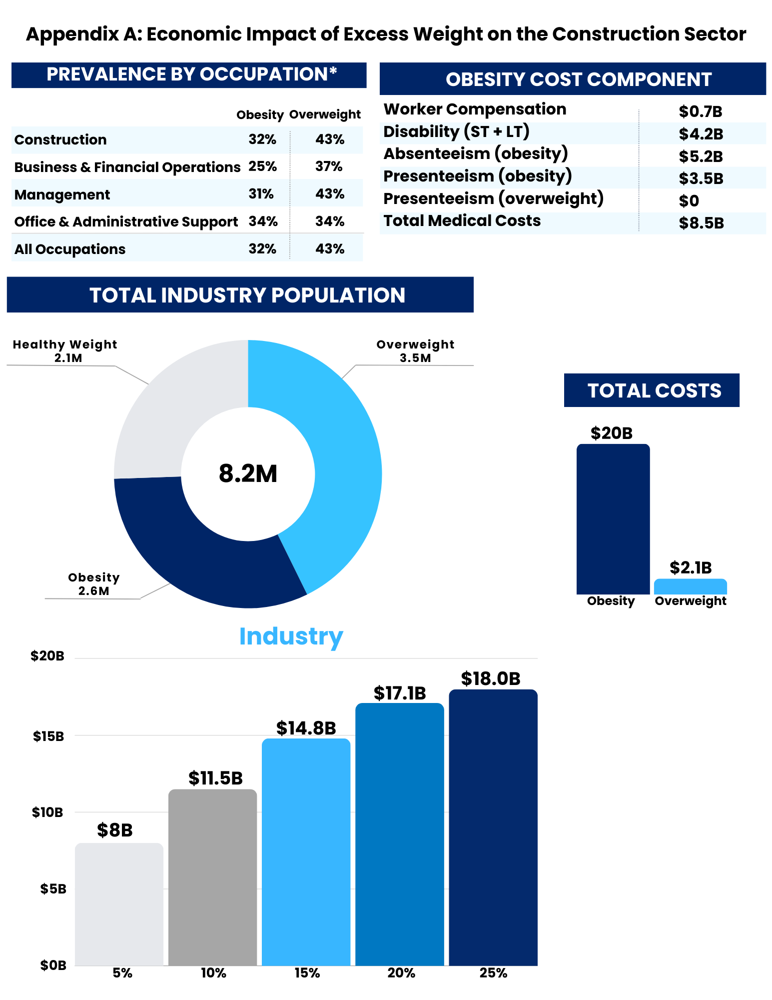 Appendix A: Economic Impact of Excess Weight on the Construction Sector
PREVALENCE BY OCCUPATION*
Obesity Overweight
Construction 32% 43%
Business & Financial Operations 25% 37%
Management 31% 43%
Office & Administrative Support 34% 34%
All Occupations 32% 43%
OBESITY COST COMPONENT
Worker Compensation $0.7B
Disability (ST + LT) $4.2B
Absenteeism (obesity) $5.2B
Presenteeism (obesity) $3.5B
Presenteeism (overweight) $0
Total Medical Costs $8.5B
TOTAL INDUSTRY POPULATION
Healthy Weight
2.1M
Overweight
3.5M
8.2M
Obesity
2.6M
TOTAL COSTS
$20B
$2.1B
Obesity Overweight
Industry
$20B
$15B
$10B
$5B
$0B
$8B
$11.5B
$14.8B
$17.1B
$18.0B
5% 10% 15% 20% 25%